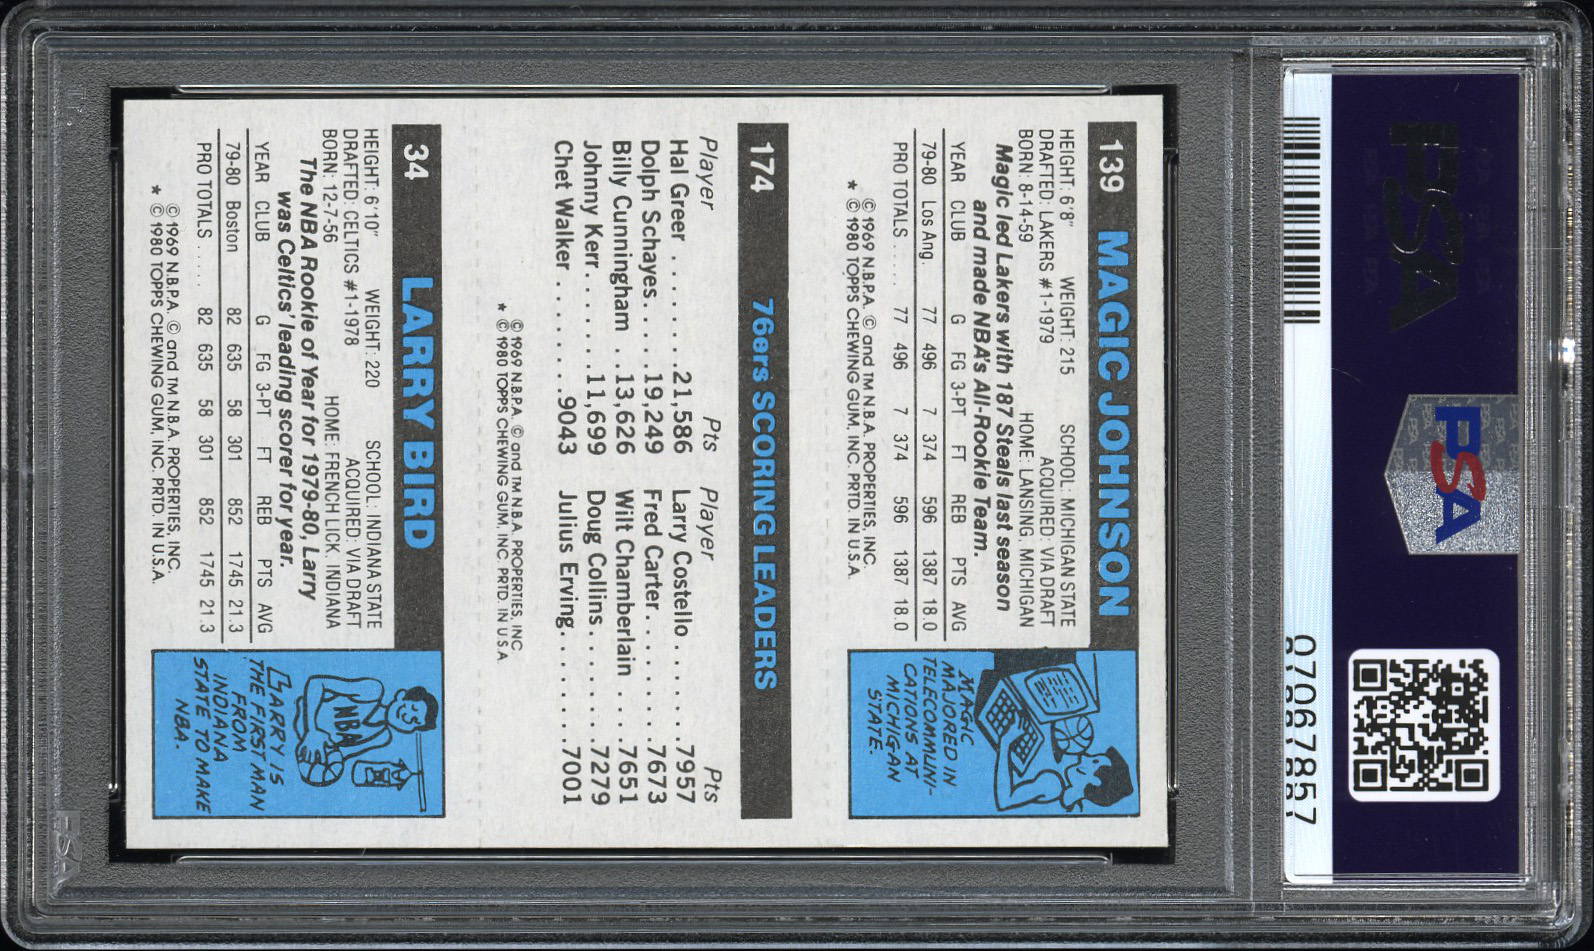 139 MAGIC JOHNSON
HEIGHT: 6'8" WEIGHT: 215 SCHOOL: MICHIGAN STATE
DRAFTED: LAKERS #1-1979 ACQUIRED: VIA DRAFT
BORN: 8-14-59 HOME: LANSING, MICHIGAN
Magic led Lakers with 187 Steals last season
and made NBA's All-Rookie Team.
YEAR CLUB G FG 3-PT FT REB PTS AVG
79-80 Los Ang. 77 496 7 374 596 1387 18.0
PRO TOTALS .... 77 496 7 374 596 1387 18.0
© 1969 N.B.P.A. © and TM N.B.A. PROPERTIES, INC.
* © 1980 TOPPS CHEWING GUM, INC. PRTD. IN U.S.A.
MAGIC
MAJORED IN
TELECOMMUNI-
CATIONS AT
MICHIGAN
STATE.
174 76ers SCORING LEADERS
Player Pts Player Pts
Hal Greer ........21,586 Larry Costello ......7957
Dolph Schayes.....19,249 Fred Carter........7673
Billy Cunningham ..13,626 Wilt Chamberlain ....7651
Johnny Kerr......11,699 Doug Collins........7279
Chet Walker ........9043 Julius Erving........7001
© 1969 N.B.P.A. © and TM N.B.A. PROPERTIES, INC.
* © 1980 TOPPS CHEWING GUM, INC. PRTD. IN U.S.A.
34 LARRY BIRD
HEIGHT: 6'10" WEIGHT: 220 SCHOOL: INDIANA STATE
DRAFTED: CELTICS #1-1978 ACQUIRED: VIA DRAFT
BORN: 12-7-56 HOME: FRENCH LICK, INDIANA
The NBA Rookie of Year for 1979-80, Larry
was Celtics' leading scorer for year.
YEAR CLUB G FG 3-PT FT REB PTS AVG
79-80 Boston 82 635 58 301 852 1745 21.3
PRO TOTALS .... 82 635 58 301 852 1745 21.3
© 1969 N.B.P.A. © and TM N.B.A. PROPERTIES, INC.
* © 1980 TOPPS CHEWING GUM, INC. PRTD. IN U.S.A.
NBA
LARRY IS
THE FIRST MAN
FROM
INDIANA
STATE TO MAKE
NBA.
PSA
PSA
07067857
PSA